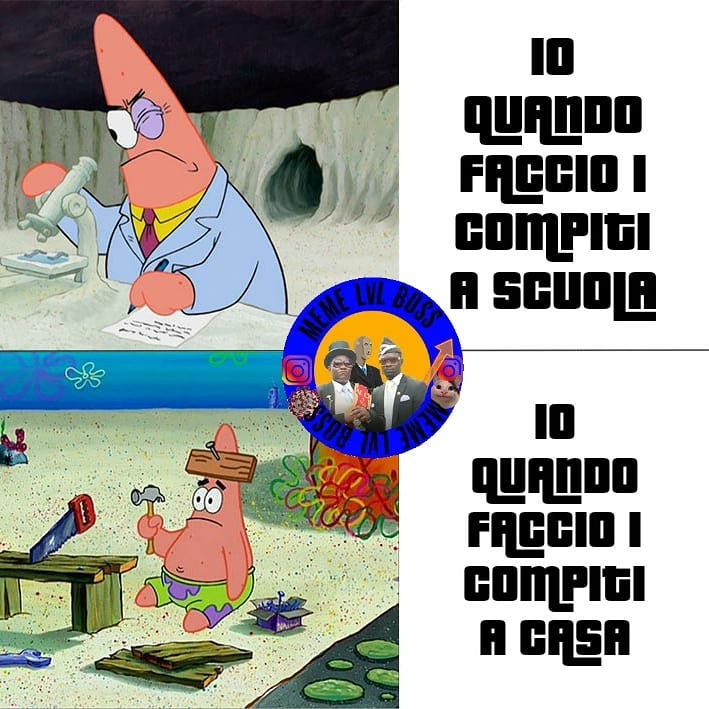 IO
QUANDO
FACCIO I
COMPITI
A SCUOLA
MEME LVL BOSS
MEME LVL BOSS
IO
QUANDO
FACCIO I
COMPITI
A CASA